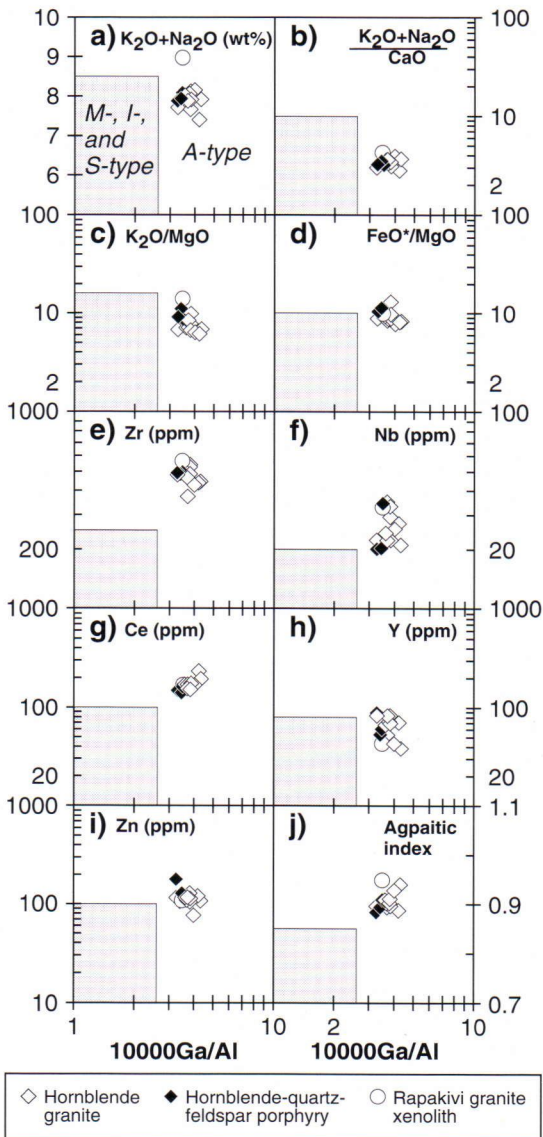 10
9
8
7
6
100
a) K₂O+Na₂O (wt%)
M-, I-,
and
S-type
A-type
b) K₂O+Na₂O
CaO
100
10
2
100
c) K₂O/MgO
10
2
1000
d) FeO*/MgO
10
2
100
e) Zr (ppm)
200
1000
f) Nb (ppm)
20
1000
g) Ce (ppm)
100
20
1000
h) Y (ppm)
100
20
1.1
i) Zn (ppm)
100
10
j) Agpaitic
index
0.9
0.7
1 10 2 10
10000Ga/Al 10000Ga/Al
Hornblende
granite
Hornblende-quartz-
feldspar porphyry
Rapakivi granite
xenolith